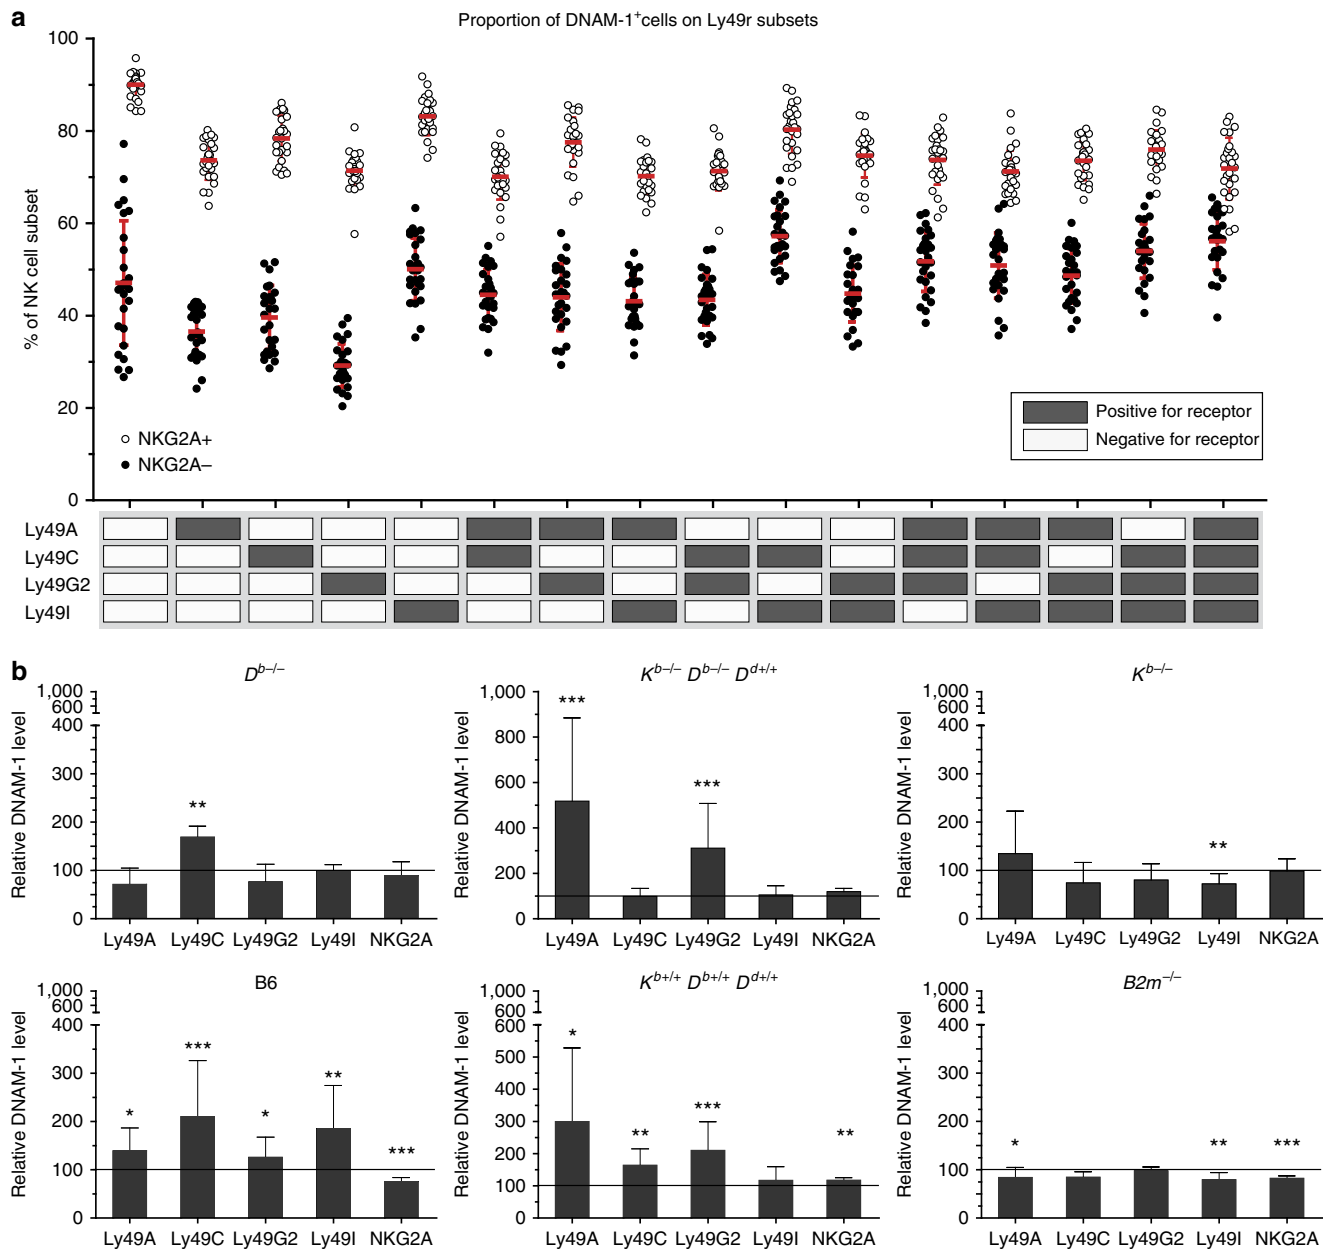 a
Proportion of DNAM-1+cells on Ly49r subsets
% of NK cell subset
100
80
60
40
20
0
NKG2A+
NKG2A–
Positive for receptor
Negative for receptor
Ly49A
Ly49C
Ly49G2
Ly49I
b
Db–/–
Relative DNAM-1 level
1,000
600
400
300
200
100
0
**
Ly49A Ly49C Ly49G2 Ly49I NKG2A
Kb–/– Db–/– Dd+/+
Relative DNAM-1 level
1,000
800
600
400
200
0
***
***
Ly49A Ly49C Ly49G2 Ly49I NKG2A
Kb–/–
Relative DNAM-1 level
1,000
600
400
300
200
100
0
**
Ly49A Ly49C Ly49G2 Ly49I NKG2A
B6
Relative DNAM-1 level
1,000
600
400
300
200
100
0
* *** * ** ***
Ly49A Ly49C Ly49G2 Ly49I NKG2A
Kb+/+ Db+/+ Dd+/+
Relative DNAM-1 level
1,000
600
600
500
400
300
200
100
0
* ** *** **
Ly49A Ly49C Ly49G2 Ly49I NKG2A
B2m–/–
Relative DNAM-1 level
1,000
600
400
300
200
100
0
* ** ***
Ly49A Ly49C Ly49G2 Ly49I NKG2A